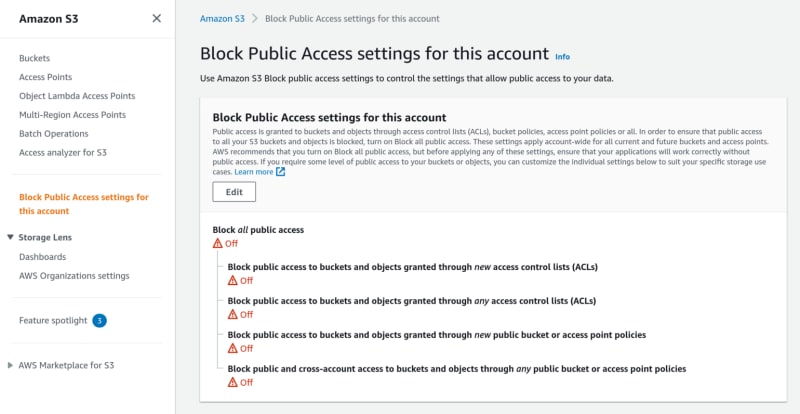 Amazon S3
Buckets
Access Points
Object Lambda Access Points
Multi-Region Access Points
Batch Operations
Access analyzer for S3
Block Public Access settings for
this account
Storage Lens
Dashboards
AWS Organizations settings
Feature spotlight 3
AWS Marketplace for S3
Amazon S3 > Block Public Access settings for this account
Block Public Access settings for this account Info
Use Amazon S3 Block public access settings to control the settings that allow public access to your data.
Block Public Access settings for this account
Public access is granted to buckets and objects through access control lists (ACLs), bucket policies, access point policies or all. In order to ensure that public access
to all your S3 buckets and objects is blocked, turn on Block all public access. These settings apply account-wide for all current and future buckets and access points.
AWS recommends that you turn on Block all public access, but before applying any of these settings, ensure that your applications will work correctly without
public access. If you require some level of public access to your buckets or objects, you can customize the individual settings below to suit your specific storage use
cases. Learn more
Edit
Block all public access
Off
Block public access to buckets and objects granted through new access control lists (ACLs)
Off
Block public access to buckets and objects granted through any access control lists (ACLs)
Off
Block public access to buckets and objects granted through new public bucket or access point policies
Off
Block public and cross-account access to buckets and objects through any public bucket or access point policies
Off